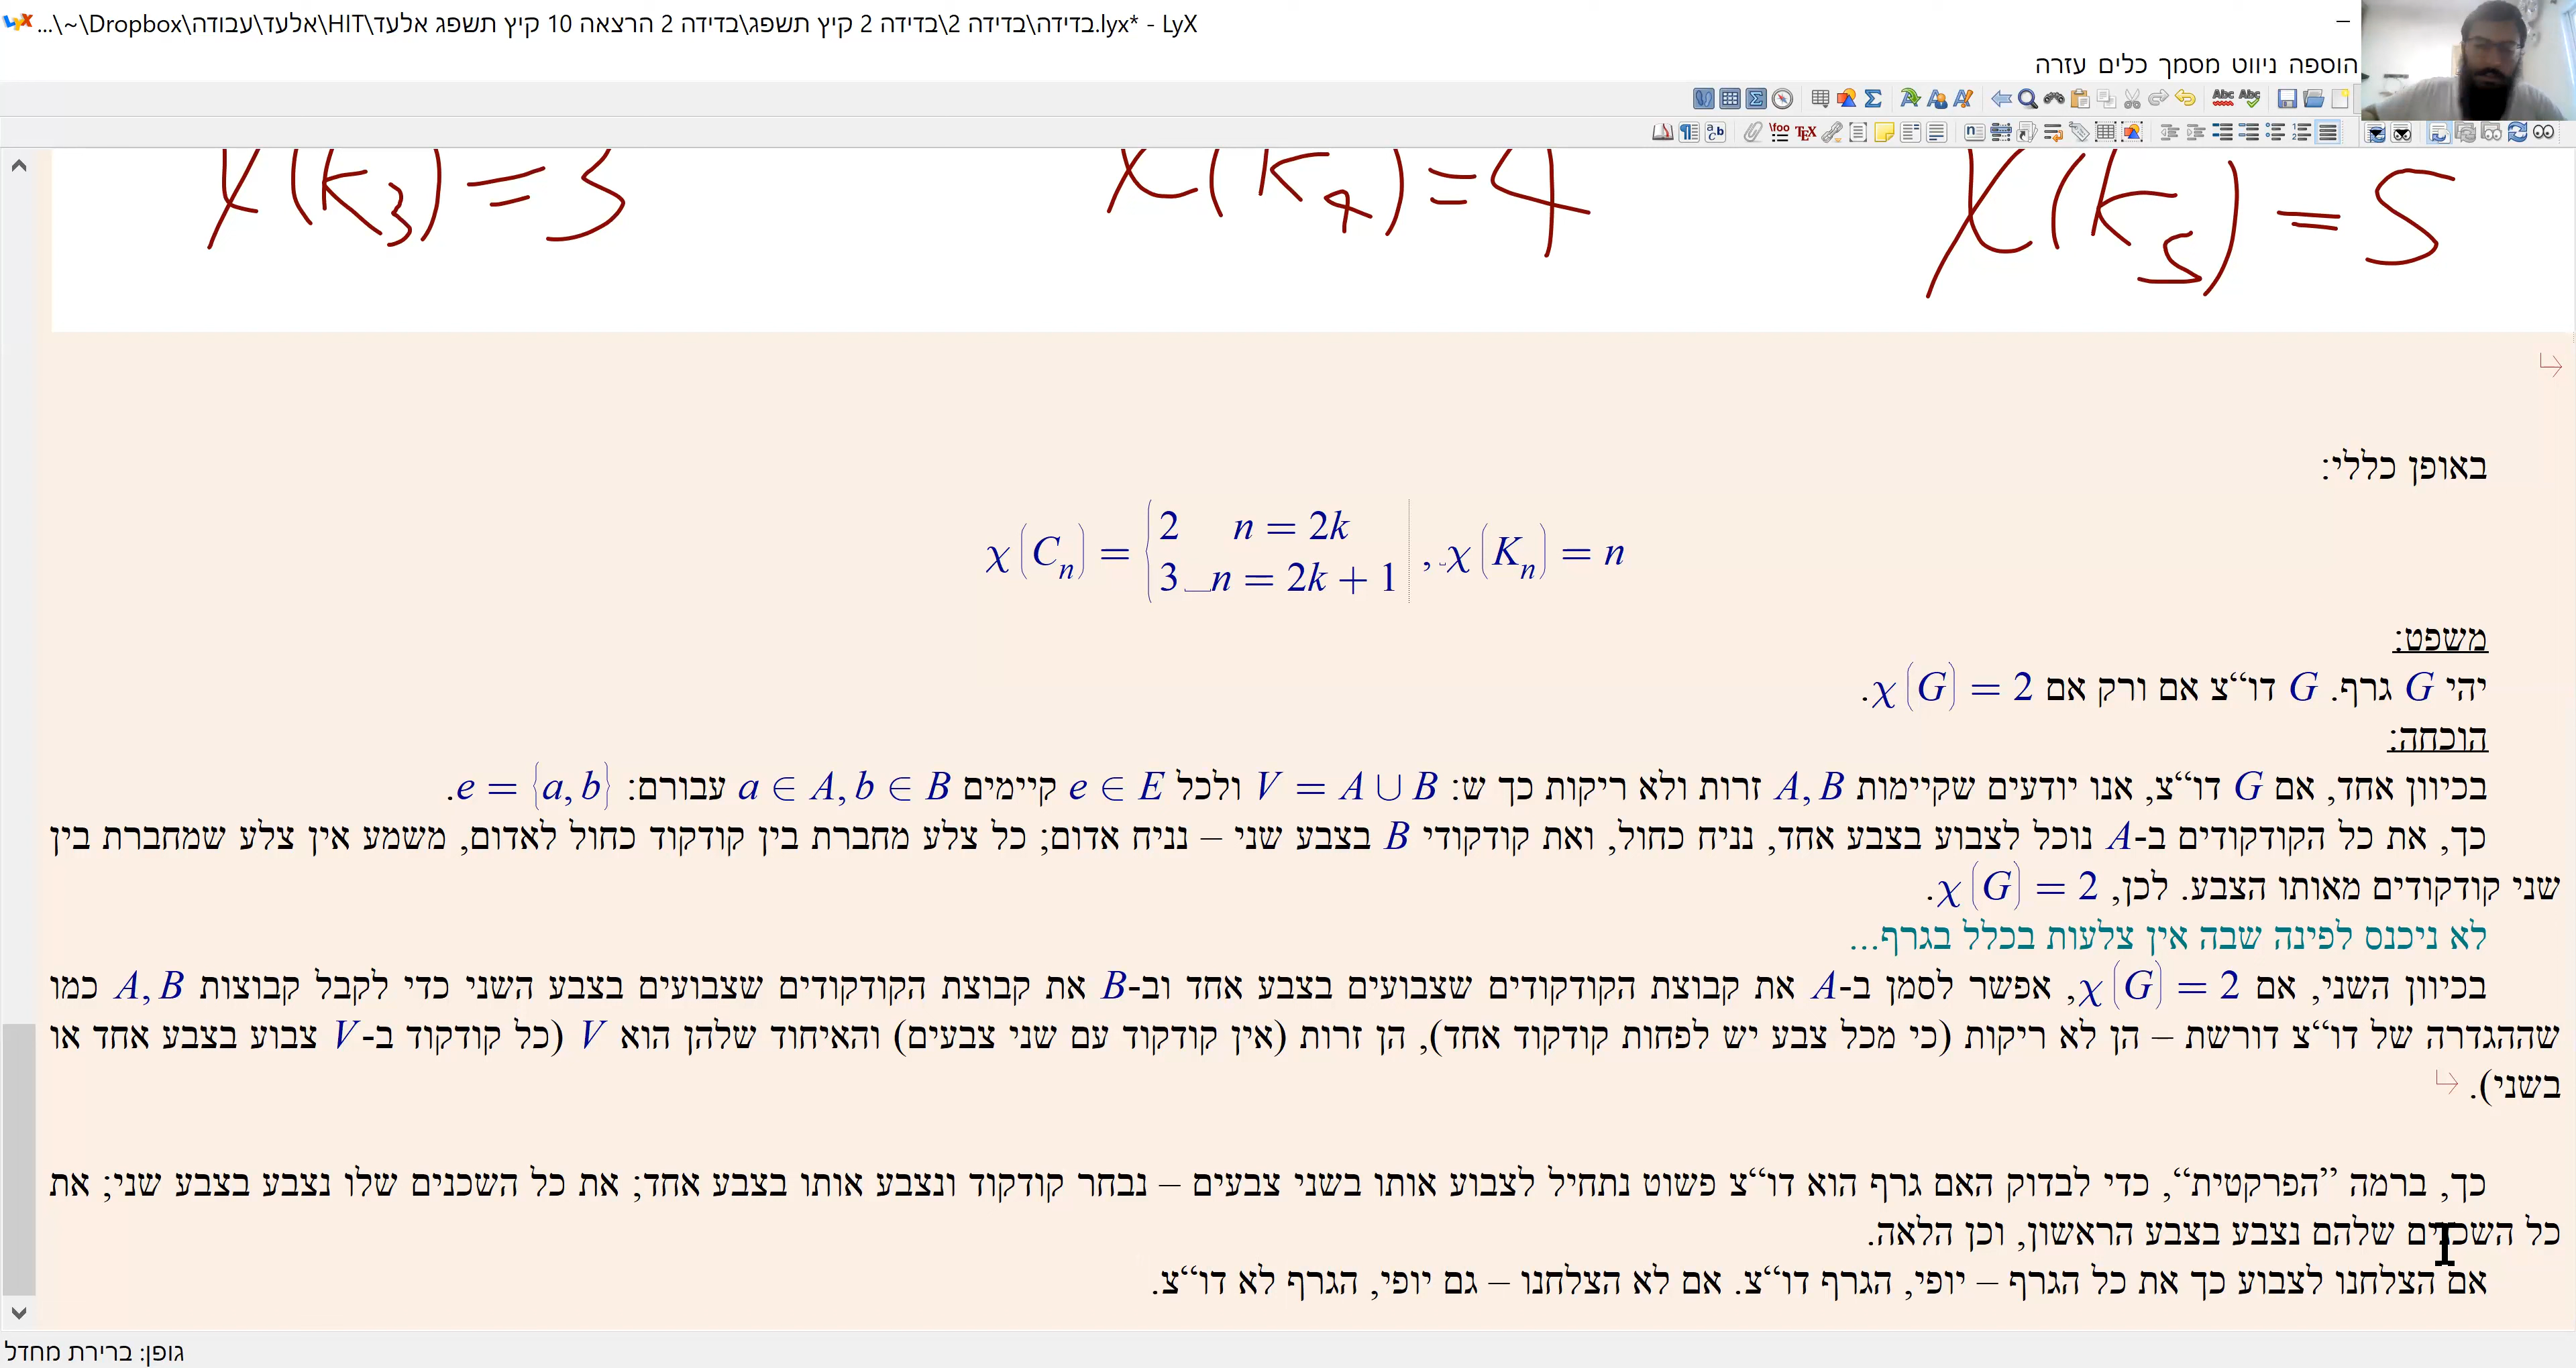 ...\~\Dropbox\עבודה\אלעד\HIT\בדידה\בדידה 2\בדידה 2 קיץ תשפג\בדידה 2 הרצאה 10 קיץ תשפג אלעד.lyx* - LyX
הוספה ניווט מסמך כלים עזרה
χ(K₃)=3 χ(K₄)=4 χ(K₅)=5
באופן כללי:
χ(Cₙ) = { 2 n = 2k
3 n = 2k + 1 , χ(Kₙ) = n
משפט:
יהי G גרף. G דו“צ אם ורק אם χ(G) = 2.
הוכחה:
בכיוון אחד, אם G דו“צ, אנו יודעים שקיימות A, B זרות ולא ריקות כך ש: V = A ∪ B ולכל e ∈ E קיימים a ∈ A, b ∈ B עבורם: e = {a, b}.
כך, את כל הקודקודים ב-A נוכל לצבוע בצבע אחד, נניח כחול, ואת קודקודי B בצבע שני – נניח אדום; כל צלע מחברת בין קודקוד כחול לאדום, משמע אין צלע שמחברת בין
שני קודקודים מאותו הצבע. לכן, χ(G) = 2.
לא ניכנס לפינה שבה אין צלעות בכלל בגרף...
בכיוון השני, אם χ(G) = 2, אפשר לסמן ב-A את קבוצת הקודקודים שצבועים בצבע אחד וב-B את קבוצת הקודקודים שצבועים בצבע השני כדי לקבל קבוצות A, B כמו
שההגדרה של דו“צ דורשת – הן לא ריקות (כי מכל צבע יש לפחות קודקוד אחד), הן זרות (אין קודקוד עם שני צבעים) והאיחוד שלהן הוא V (כל קודקוד ב-V צבוע בצבע אחד או
בשני).
כך, ברמה ”הפרקטית“, כדי לבדוק האם גרף הוא דו“צ פשוט נתחיל לצבוע אותו בשני צבעים – נבחר קודקוד ונצבע אותו בצבע אחד; את כל השכנים שלו נצבע בצבע שני; את
כל השכנים שלהם נצבע בצבע הראשון, וכן הלאה.
אם הצלחנו לצבוע כך את כל הגרף – יופי, הגרף דו“צ. אם לא הצלחנו – גם יופי, הגרף לא דו“צ.
גופן: ברירת מחדל